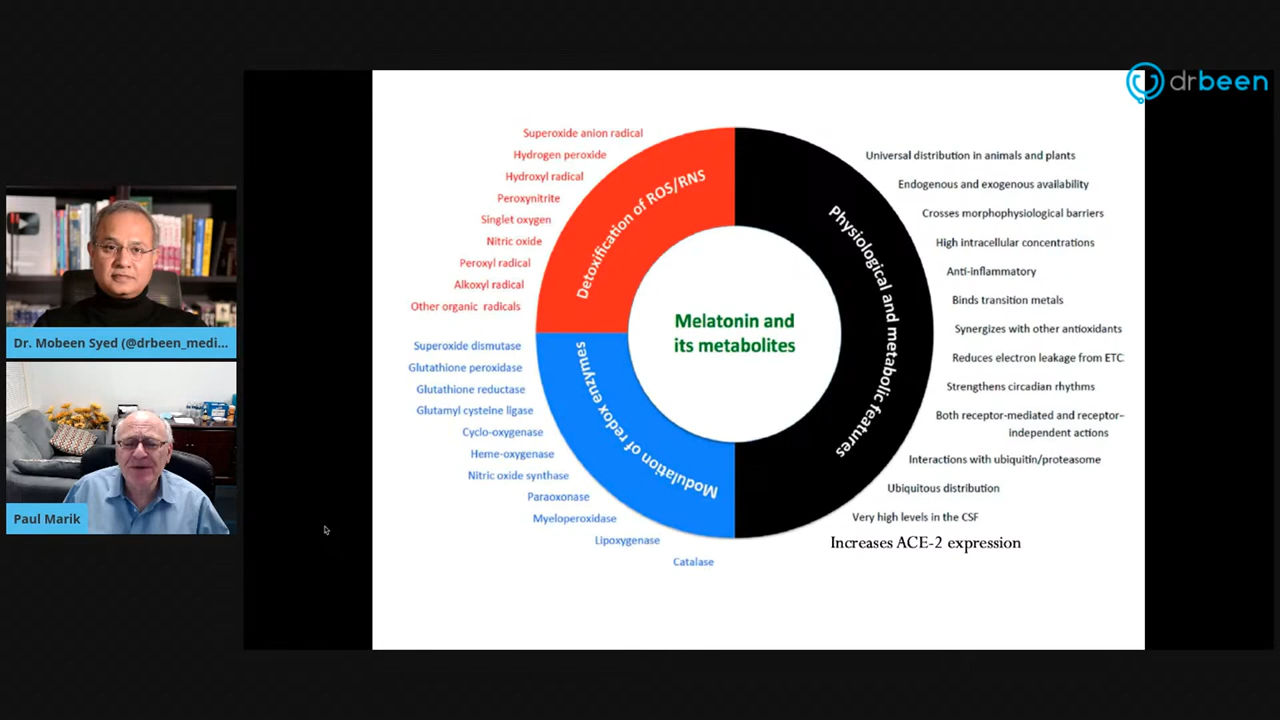 drbeen
Dr. Mobeen Syed (@drbeen_medi...
Paul Marik
Superoxide anion radical
Hydrogen peroxide
Hydroxyl radical
Peroxynitrite
Singlet oxygen
Nitric oxide
Peroxyl radical
Alkoxyl radical
Other organic radicals
Detoxification of ROS/RNS
Superoxide dismutase
Glutathione peroxidase
Glutathione reductase
Glutamyl cysteine ligase
Cyclo-oxygenase
Heme-oxygenase
Nitric oxide synthase
Paraoxonase
Myeloperoxidase
Lipoxygenase
Catalase
Modulation of redox enzymes
Melatonin and
its metabolites
Physiological and metabolic features
Universal distribution in animals and plants
Endogenous and exogenous availability
Crosses morphophysiological barriers
High intracellular concentrations
Anti-inflammatory
Binds transition metals
Synergizes with other antioxidants
Reduces electron leakage from ETC
Strengthens circadian rhythms
Both receptor-mediated and receptor-
independent actions
Interactions with ubiquitin/proteasome
Ubiquitous distribution
Very high levels in the CSF
Increases ACE-2 expression